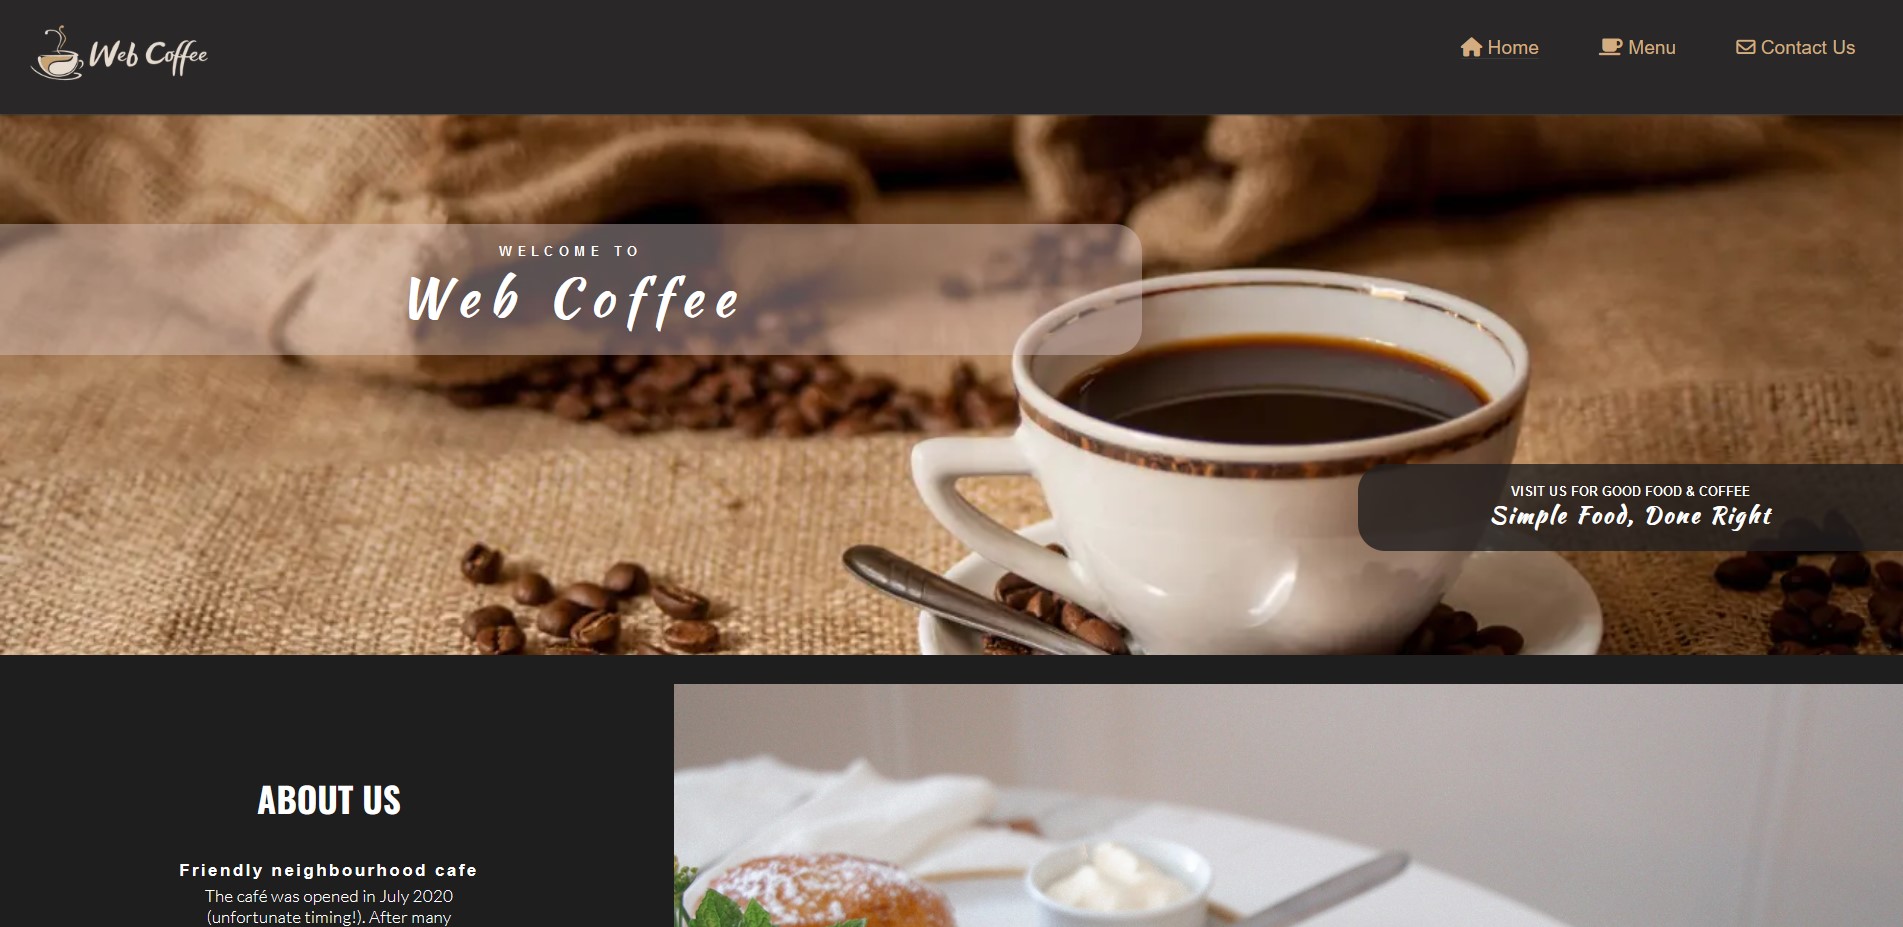 Web Coffee
Home
Menu
Contact Us
WELCOME TO
Web Coffee
VISIT US FOR GOOD FOOD & COFFEE
Simple Food, Done Right
ABOUT US
Friendly neighbourhood cafe
The café was opened in July 2020
(unfortunate timing!). After many